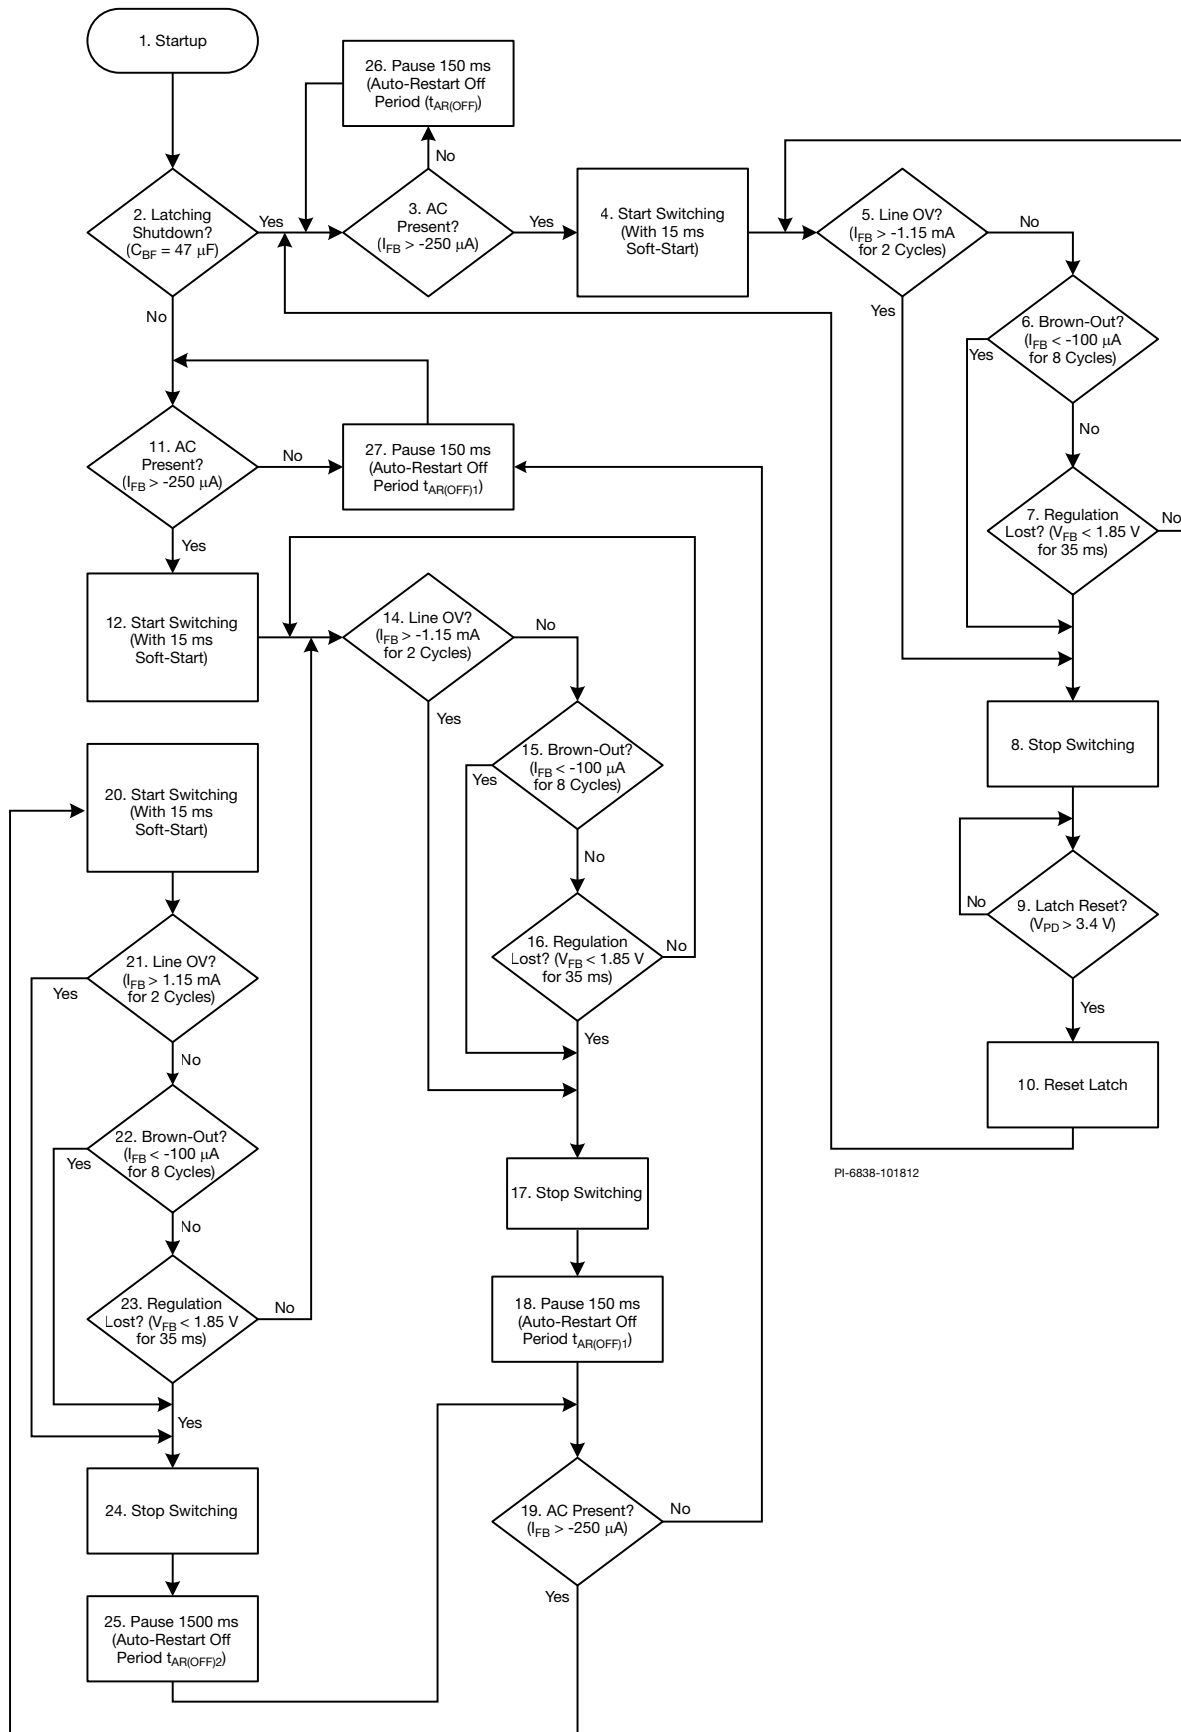 1. Startup
26. Pause 150 ms
(Auto-Restart Off
Period (tAR(OFF))
No
2. Latching
Shutdown?
(CBF = 47 µF)
Yes
No
3. AC
Present?
(IFB > -250 µA)
Yes
4. Start Switching
(With 15 ms
Soft-Start)
5. Line OV?
(IFB > -1.15 mA
for 2 Cycles)
No
Yes
6. Brown-Out?
(IFB < -100 µA
for 8 Cycles)
Yes
No
7. Regulation
Lost? (VFB < 1.85 V
for 35 ms)
No
Yes
8. Stop Switching
9. Latch Reset?
(VPD > 3.4 V)
No
Yes
10. Reset Latch
PI-6838-101812
11. AC
Present?
(IFB > -250 µA)
No
Yes
27. Pause 150 ms
(Auto-Restart Off
Period tAR(OFF)1)
12. Start Switching
(With 15 ms
Soft-Start)
14. Line OV?
(IFB > -1.15 mA
for 2 Cycles)
No
Yes
15. Brown-Out?
(IFB < -100 µA
for 8 Cycles)
Yes
No
16. Regulation
Lost? (VFB < 1.85 V
for 35 ms)
No
Yes
17. Stop Switching
18. Pause 150 ms
(Auto-Restart Off
Period tAR(OFF)1)
19. AC Present?
(IFB > -250 µA)
No
Yes
20. Start Switching
(With 15 ms
Soft-Start)
21. Line OV?
(IFB > 1.15 mA
for 2 Cycles)
Yes
No
22. Brown-Out?
(IFB < -100 µA
for 8 Cycles)
Yes
No
23. Regulation
Lost? (VFB < 1.85 V
for 35 ms)
No
Yes
24. Stop Switching
25. Pause 1500 ms
(Auto-Restart Off
Period tAR(OFF)2)